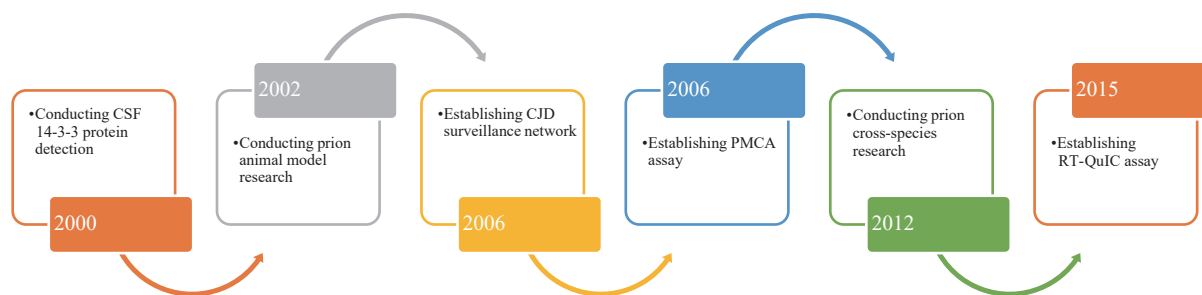 •Conducting CSF
14-3-3 protein
detection
2000
2002
•Conducting prion
animal model
research
•Establishing CJD
surveillance network
2006
2006
•Establishing PMCA
assay
•Conducting prion
cross-species
research
2012
2015
•Establishing
RT-QuIC assay